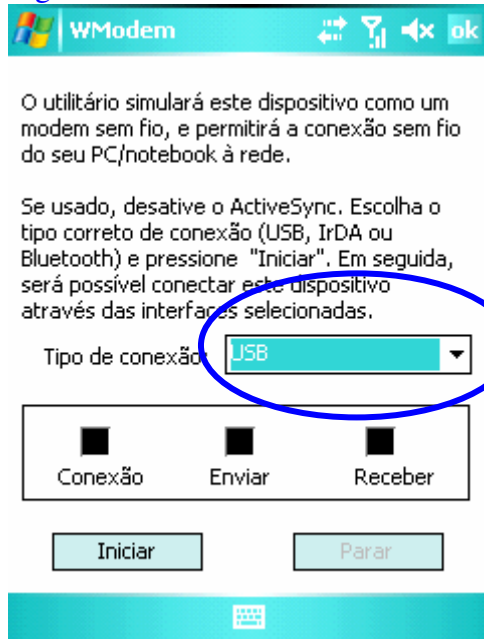 WModem ok
O utilitário simulará este dispositivo como um
modem sem fio, e permitirá a conexão sem fio
do seu PC/notebook à rede.
Se usado, desative o ActiveSync. Escolha o
tipo correto de conexão (USB, IrDA ou
Bluetooth) e pressione "Iniciar". Em seguida,
será possível conectar este dispositivo
através das interfaces selecionadas.
Tipo de conexão: USB
Conexão Enviar Receber
Iniciar Parar